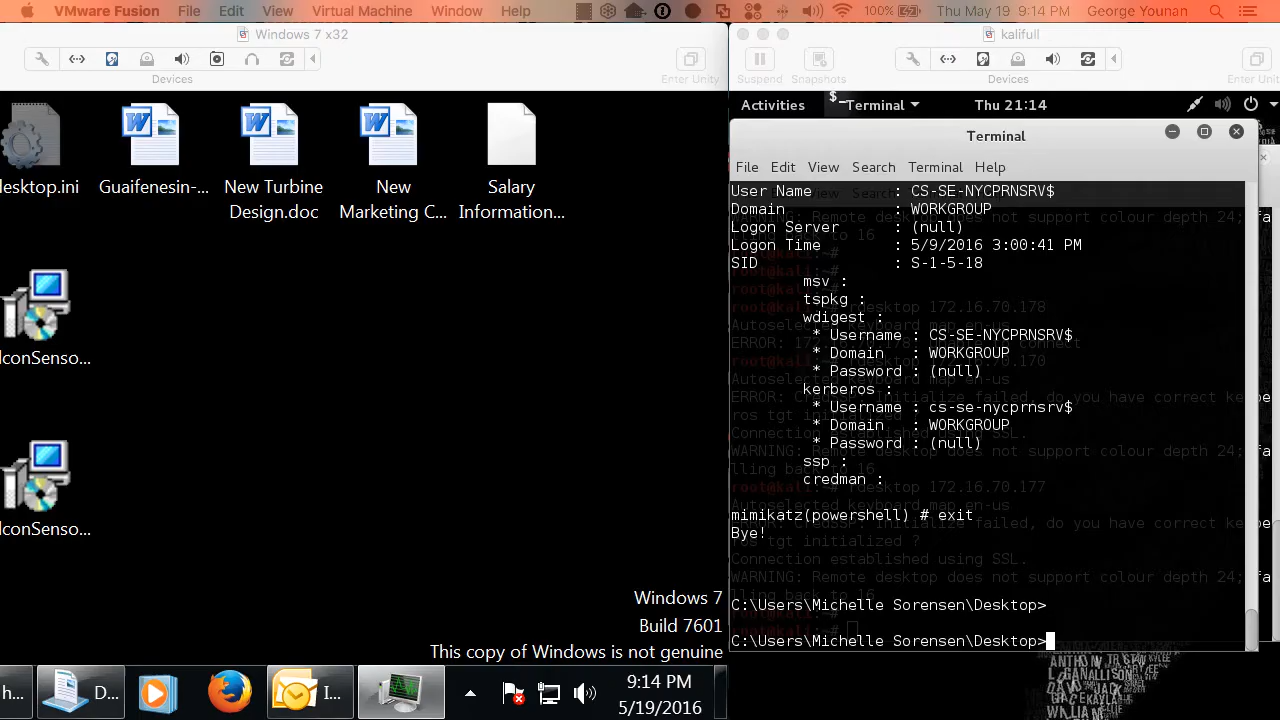 VMware Fusion File Edit View Virtual Machine Window Help 100% Thu May 19 9:14 PM George Younan
Windows 7 x32
Devices
Enter Unity
desktop.ini
Guaifenesin-...
New Turbine
Design.doc
New
Marketing C...
Salary
Information...
IconSenso...
IconSenso...
Windows 7
Build 7601
This copy of Windows is not genuine
h...
D...
I...
9:14 PM
5/19/2016
kalifull
Suspend Snapshots Devices Enter Unit
Activities Terminal Thu 21:14
Terminal
File Edit View Search Terminal Help
User Name : CS-SE-NYCPRNSRV$
Domain : WORKGROUP
Logon Server : (null)
Logon Time : 5/9/2016 3:00:41 PM
SID : S-1-5-18
msv :
tspkg :
wdigest :
* Username : CS-SE-NYCPRNSRV$
* Domain : WORKGROUP
* Password : (null)
kerberos :
* Username : cs-se-nycprnsrv$
* Domain : WORKGROUP
* Password : (null)
ssp :
credman :
mimikatz(powershell) # exit
Bye!
C:\Users\Michelle Sorensen\Desktop>
C:\Users\Michelle Sorensen\Desktop>